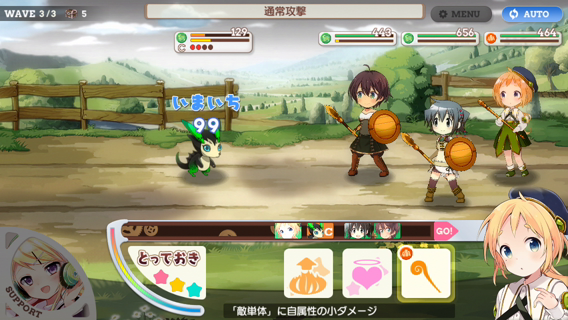 WAVE 3/3 5
通常攻撃
MENU
AUTO
129
C
443
656
464
いまいち
99
C
GO!
とっておき
SUPPORT
「敵単体」に自属性の小ダメージ